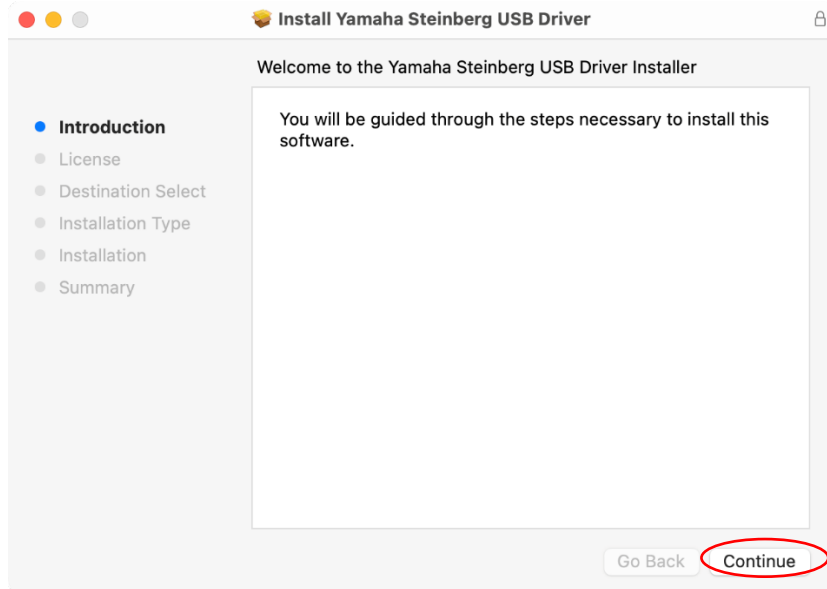 Install Yamaha Steinberg USB Driver
Welcome to the Yamaha Steinberg USB Driver Installer
Introduction
License
Destination Select
Installation Type
Installation
Summary
You will be guided through the steps necessary to install this
software.
Go Back
Continue